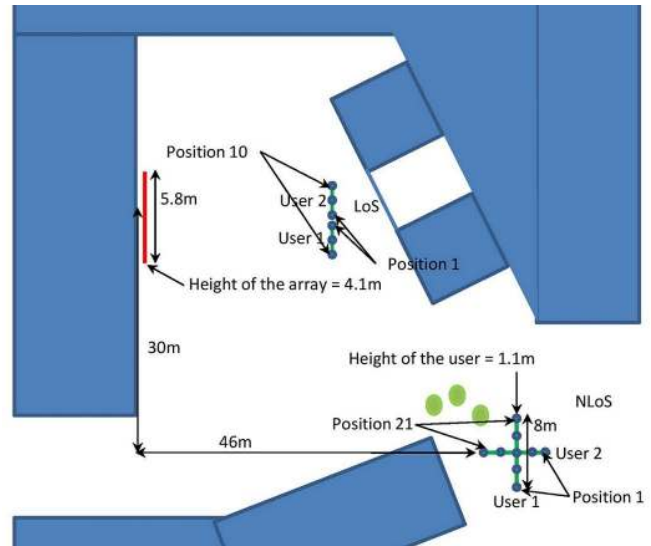 Position 10
5.8m
User 2
LoS
User 1
Position 1
Height of the array = 4.1m
30m
Height of the user = 1.1m
NLoS
Position 21
8m
46m
User 2
Position 1
User 1